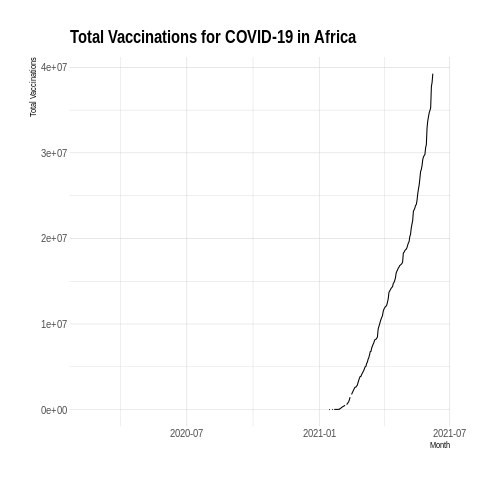 Total Vaccinations for COVID-19 in Africa
Total Vaccinations
4e+07
3e+07
2e+07
1e+07
0e+00
2020-07
2021-01
2021-07
Month